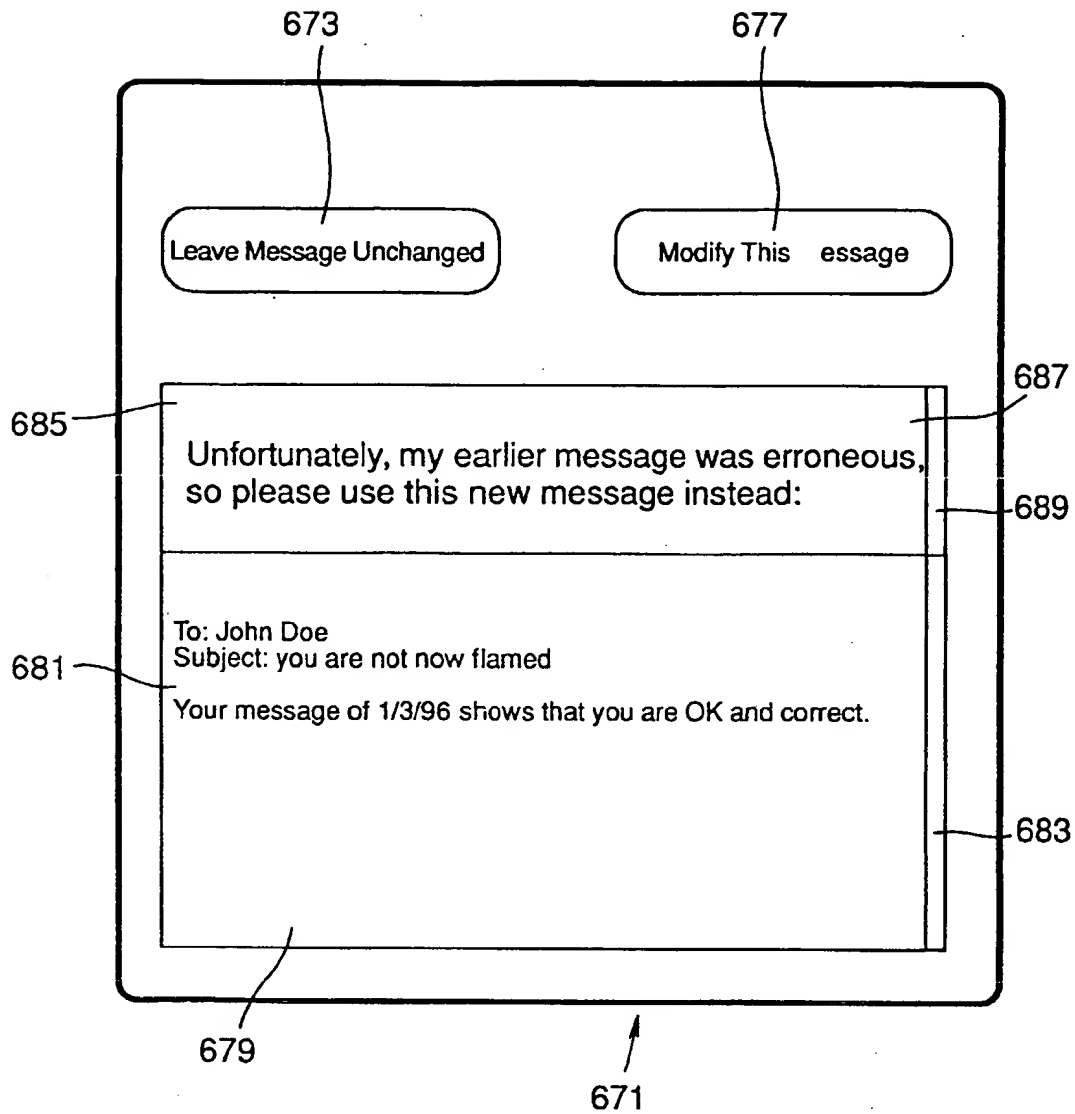 673
677
Leave Message Unchanged
Modify This essage
687
685
Unfortunately, my earlier message was erroneous,
so please use this new message instead:
689
To: John Doe
Subject: you are not now flamed
681
Your message of 1/3/96 shows that you are OK and correct.
683
679
671